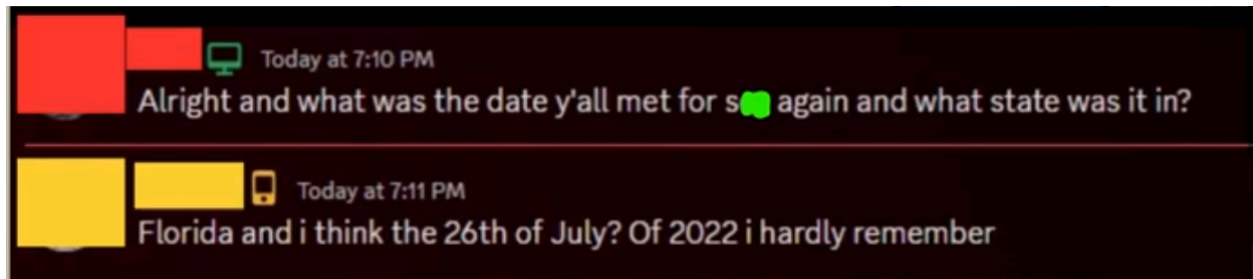 Today at 7:10 PM
Alright and what was the date y'all met for s again and what state was it in?
Today at 7:11 PM
Florida and i think the 26th of July? Of 2022 i hardly remember